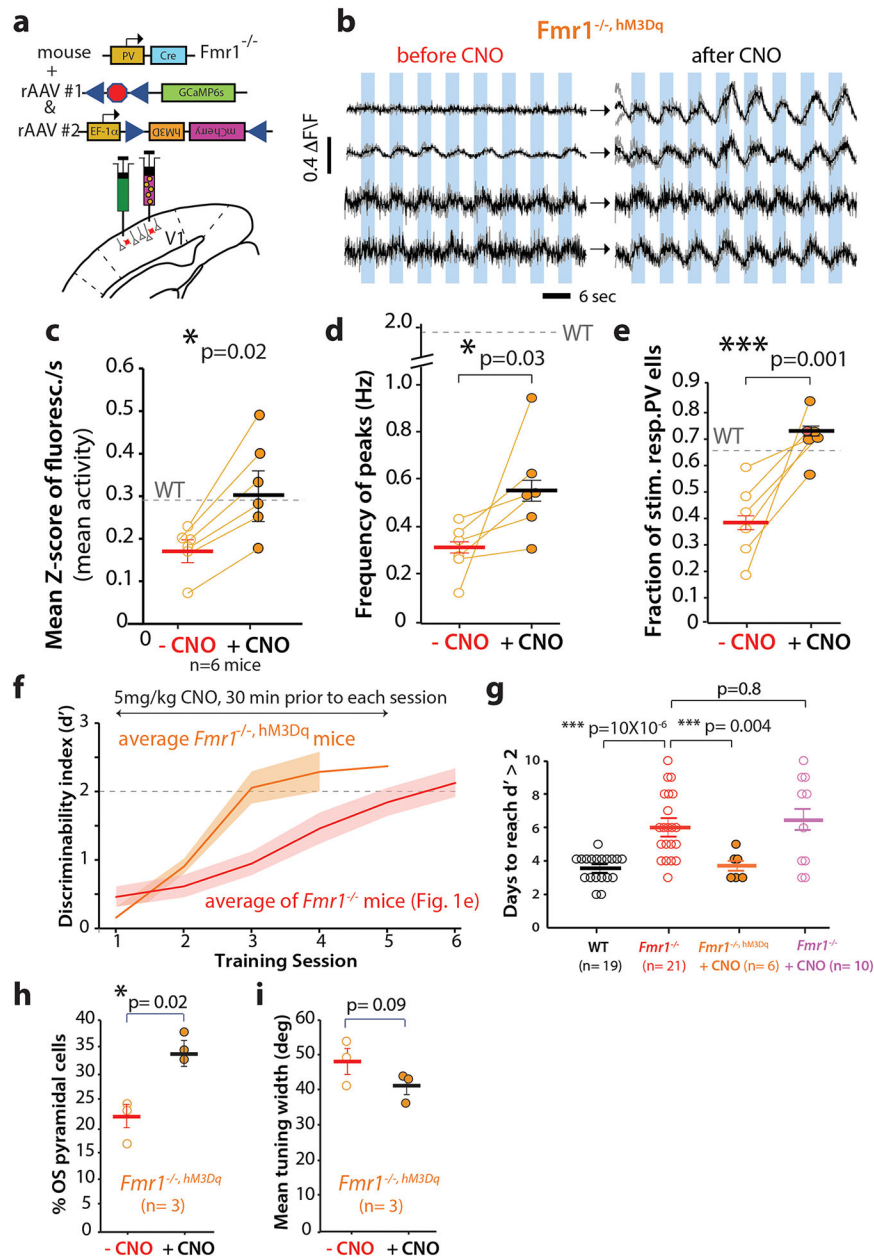 a
mouse
PV
Cre
Fmr1-/-
+
rAAV #1
GCaMP6s
&
rAAV #2
EF-1α
hM3D
mCherry
V1
b
Fmr1-/-, hM3Dq
before CNO
after CNO
0.4 ΔF\F
6 sec
c
*
p=0.02
Mean Z-score of fluoresc./s
(mean activity)
0.6
0.5
0.4
0.3
0.2
0.1
0
0
WT
- CNO
+ CNO
n=6 mice
d
2.0
WT
*
p=0.03
Frequency of peaks (Hz)
1.0
0.8
0.6
0.4
0.2
0
- CNO
+ CNO
e
***
p=0.001
Fraction of stim. resp.PV ells
0.9
0.8
0.7
WT
0.6
0.5
0.4
0.3
0.2
0.1
0
- CNO
+ CNO
f
5mg/kg CNO, 30 min prior to each session
average Fmr1-/-, hM3Dq mice
Discriminability index (d')
3
2
1
0
average of Fmr1-/- mice (Fig. 1e)
1
2
3
4
5
6
Training Session
g
p=0.8
*** p=10X10-6
*** p= 0.004
Days to reach d' > 2
10
8
6
4
2
0
WT
(n= 19)
Fmr1-/-
(n= 21)
Fmr1-/-, hM3Dq
+ CNO (n= 6)
Fmr1-/-
+ CNO (n= 10)
h
*
p= 0.02
% OS pyramidal cells
40
35
30
25
20
15
10
5
0
Fmr1-/-, hM3Dq
(n= 3)
- CNO
+ CNO
i
p= 0.09
Mean tuning width (deg)
60
50
40
30
20
10
0
Fmr1-/-, hM3Dq
(n= 3)
- CNO
+ CNO